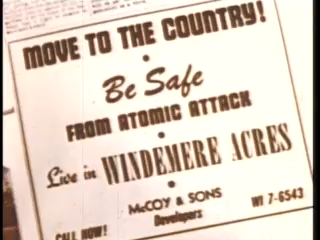 MOVE TO THE COUNTRY!
Be Safe
FROM ATOMIC ATTACK
Live in WINDEMERE ACRES
McCOY & SONS
Developers
WI 7-6543
CALL NOW!